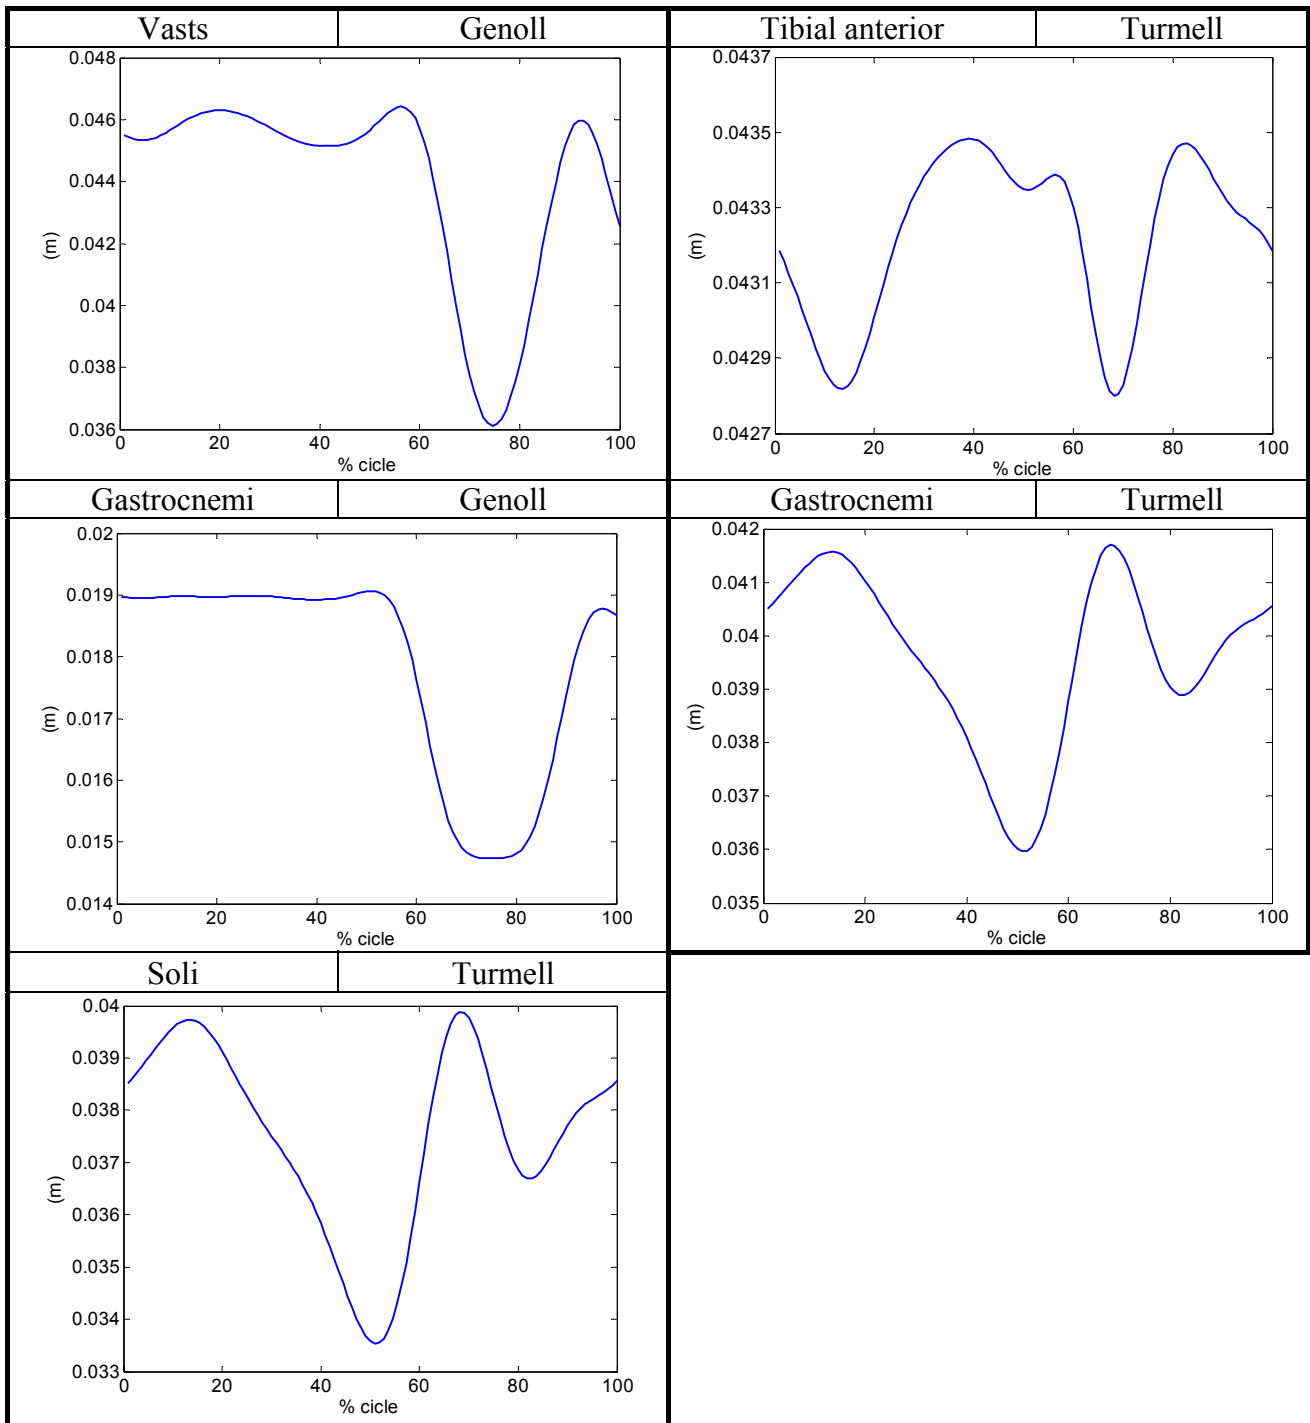 Vasts Genoll
0.048
0.046
0.044
0.042
0.04
0.038
0.036
(m)
0 20 40 60 80 100
% cicle
Tibial anterior Turmell
0.0437
0.0435
0.0433
0.0431
0.0429
0.0427
(m)
0 20 40 60 80 100
% cicle
Gastrocnemi Genoll
0.02
0.019
0.018
0.017
0.016
0.015
0.014
(m)
0 20 40 60 80 100
% cicle
Gastrocnemi Turmell
0.042
0.041
0.04
0.039
0.038
0.037
0.036
0.035
(m)
0 20 40 60 80 100
% cicle
Soli Turmell
0.04
0.039
0.038
0.037
0.036
0.035
0.034
0.033
(m)
0 20 40 60 80 100
% cicle